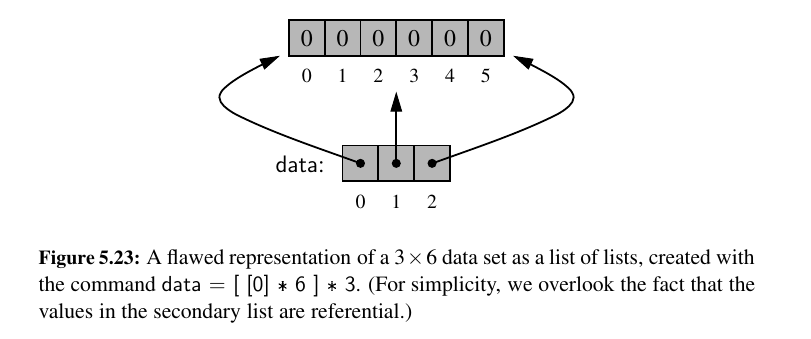 0 0 0 0 0 0
0 1 2 3 4 5
data:
0 1 2
Figure 5.23: A flawed representation of a 3 × 6 data set as a list of lists, created with
the command data = [ [0] * 6 ] * 3. (For simplicity, we overlook the fact that the
values in the secondary list are referential.)